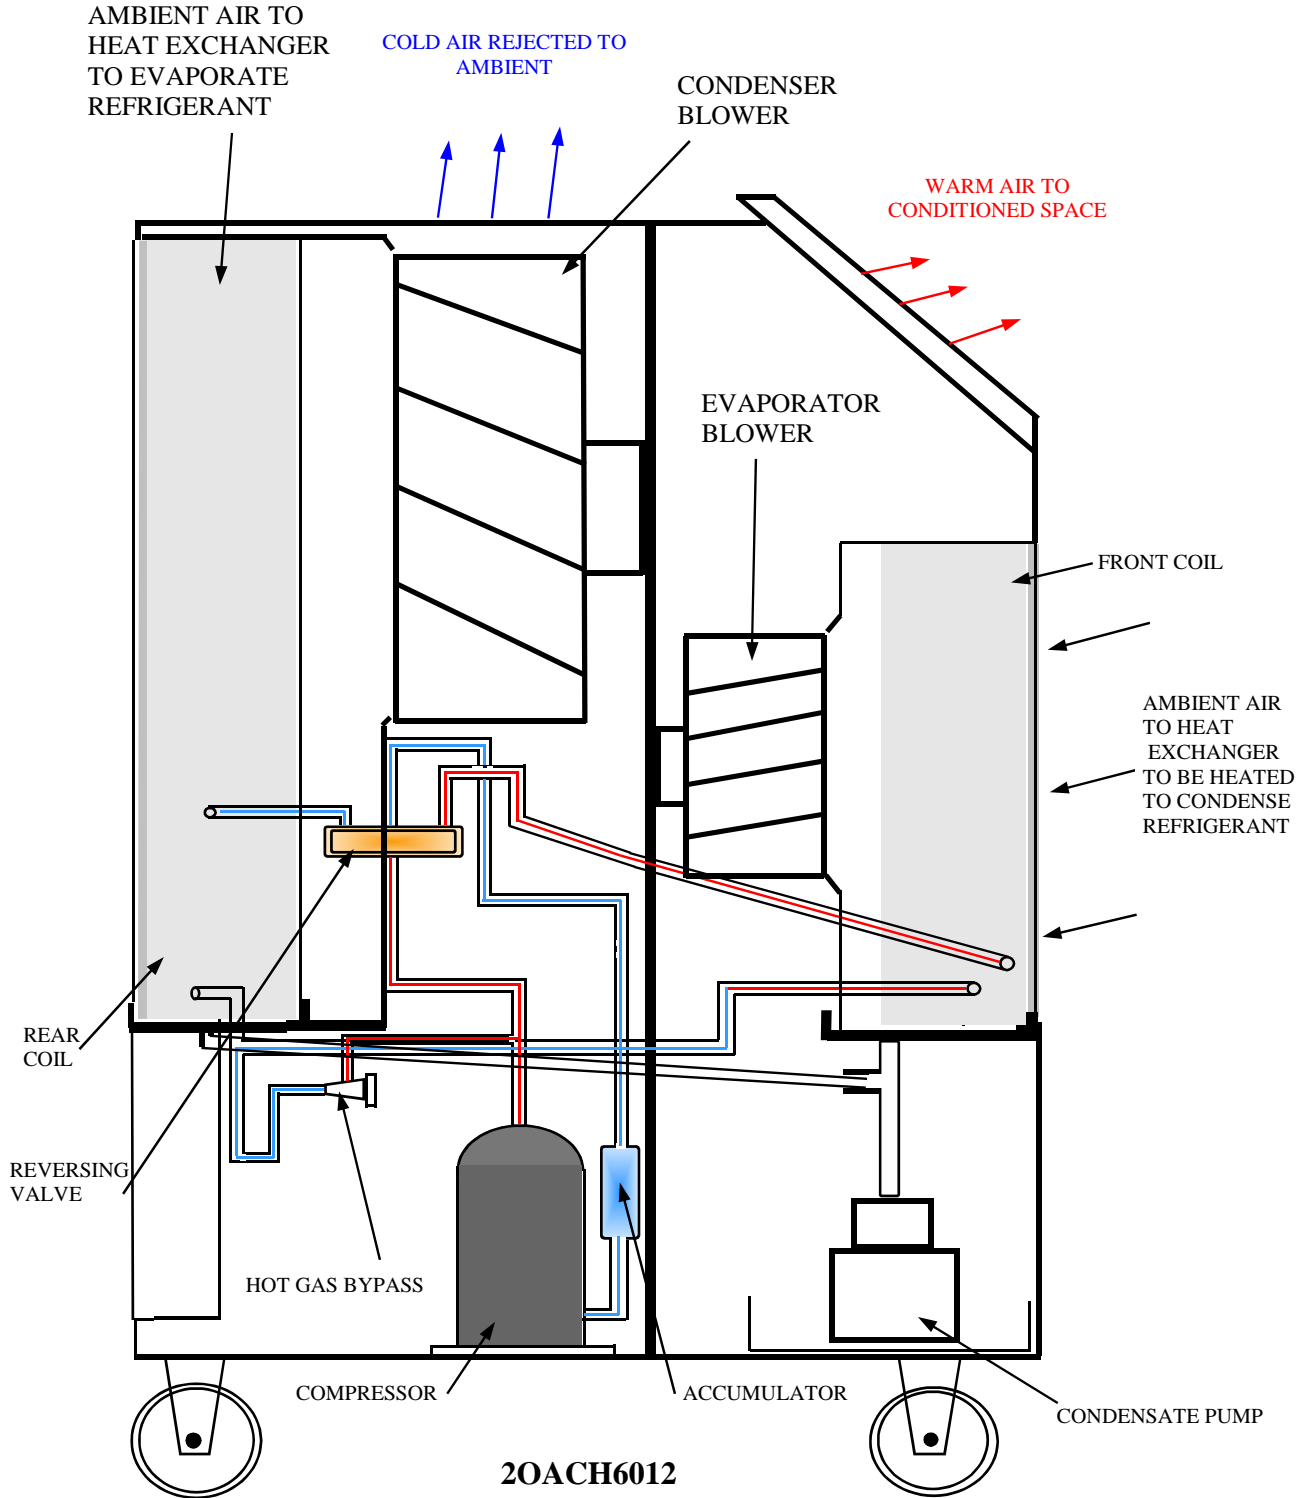 AMBIENT AIR TO
HEAT EXCHANGER
TO EVAPORATE
REFRIGERANT
COLD AIR REJECTED TO
AMBIENT
CONDENSER
BLOWER
WARM AIR TO
CONDITIONED SPACE
EVAPORATOR
BLOWER
FRONT COIL
AMBIENT AIR
TO HEAT
EXCHANGER
TO BE HEATED
TO CONDENSE
REFRIGERANT
REAR
COIL
REVERSING
VALVE
HOT GAS BYPASS
COMPRESSOR
ACCUMULATOR
CONDENSATE PUMP
2OACH6012